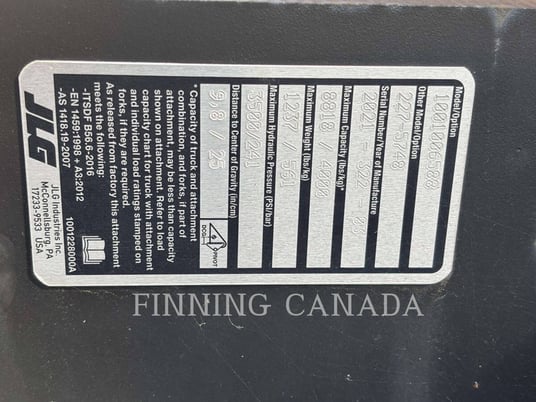 Model/Option
1001006688
Other Model/Option
227-5748
Serial Number/Year of Manufacture
2021
Maximum Capacity (lbs/kg)*
8818 / 4000
Maximum Weight (lbs/kg)
1237 / 561
Maximum Hydraulic Pressure (PSI/bar)
3500/241
Distance to Center of Gravity (in/cm)
9.8 / 25
*Capacity of truck and attachment
combination, and forks, if part of
attachment, may be less than capacity
shown on attachment. Refer to load
capacity chart for truck with attachment
and individual load ratings stamped on
forks, if they are required.
As released from factory this attachment
meets the following:
-ITSDF B56.6-2016
-EN 1459:1998 + A3:2012
-AS 1418.19-2007
JLG
JLG Industries Inc.
McConnellsburg, PA
17233-9533 USA
1001228000A
FINNING CANADA